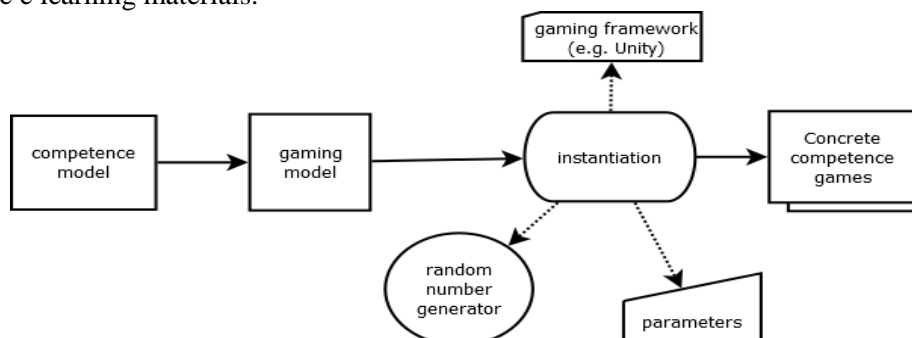 e-learning materials.
gaming framework
(e.g. Unity)
competence
model
gaming
model
instantiation
Concrete
competence
games
random
number
generator
parameters